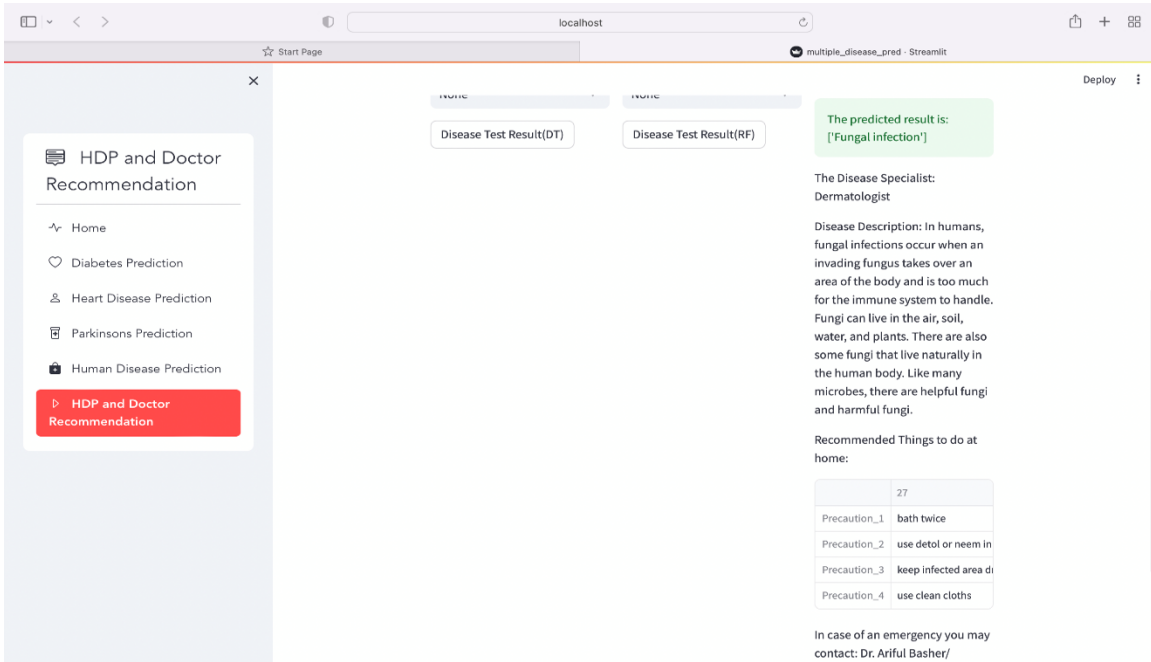 localhost
Start Page
multiple_disease_pred · Streamlit
Deploy
HDP and Doctor
Recommendation
Home
Diabetes Prediction
Heart Disease Prediction
Parkinsons Prediction
Human Disease Prediction
HDP and Doctor
Recommendation
None
None
Disease Test Result(DT)
Disease Test Result(RF)
The predicted result is:
['Fungal infection']
The Disease Specialist:
Dermatologist
Disease Description: In humans,
fungal infections occur when an
invading fungus takes over an
area of the body and is too much
for the immune system to handle.
Fungi can live in the air, soil,
water, and plants. There are also
some fungi that live naturally in
the human body. Like many
microbes, there are helpful fungi
and harmful fungi.
Recommended Things to do at
home:
27
Precaution_1 bath twice
Precaution_2 use detol or neem in
Precaution_3 keep infected area d
Precaution_4 use clean cloths
In case of an emergency you may
contact: Dr. Ariful Basher/